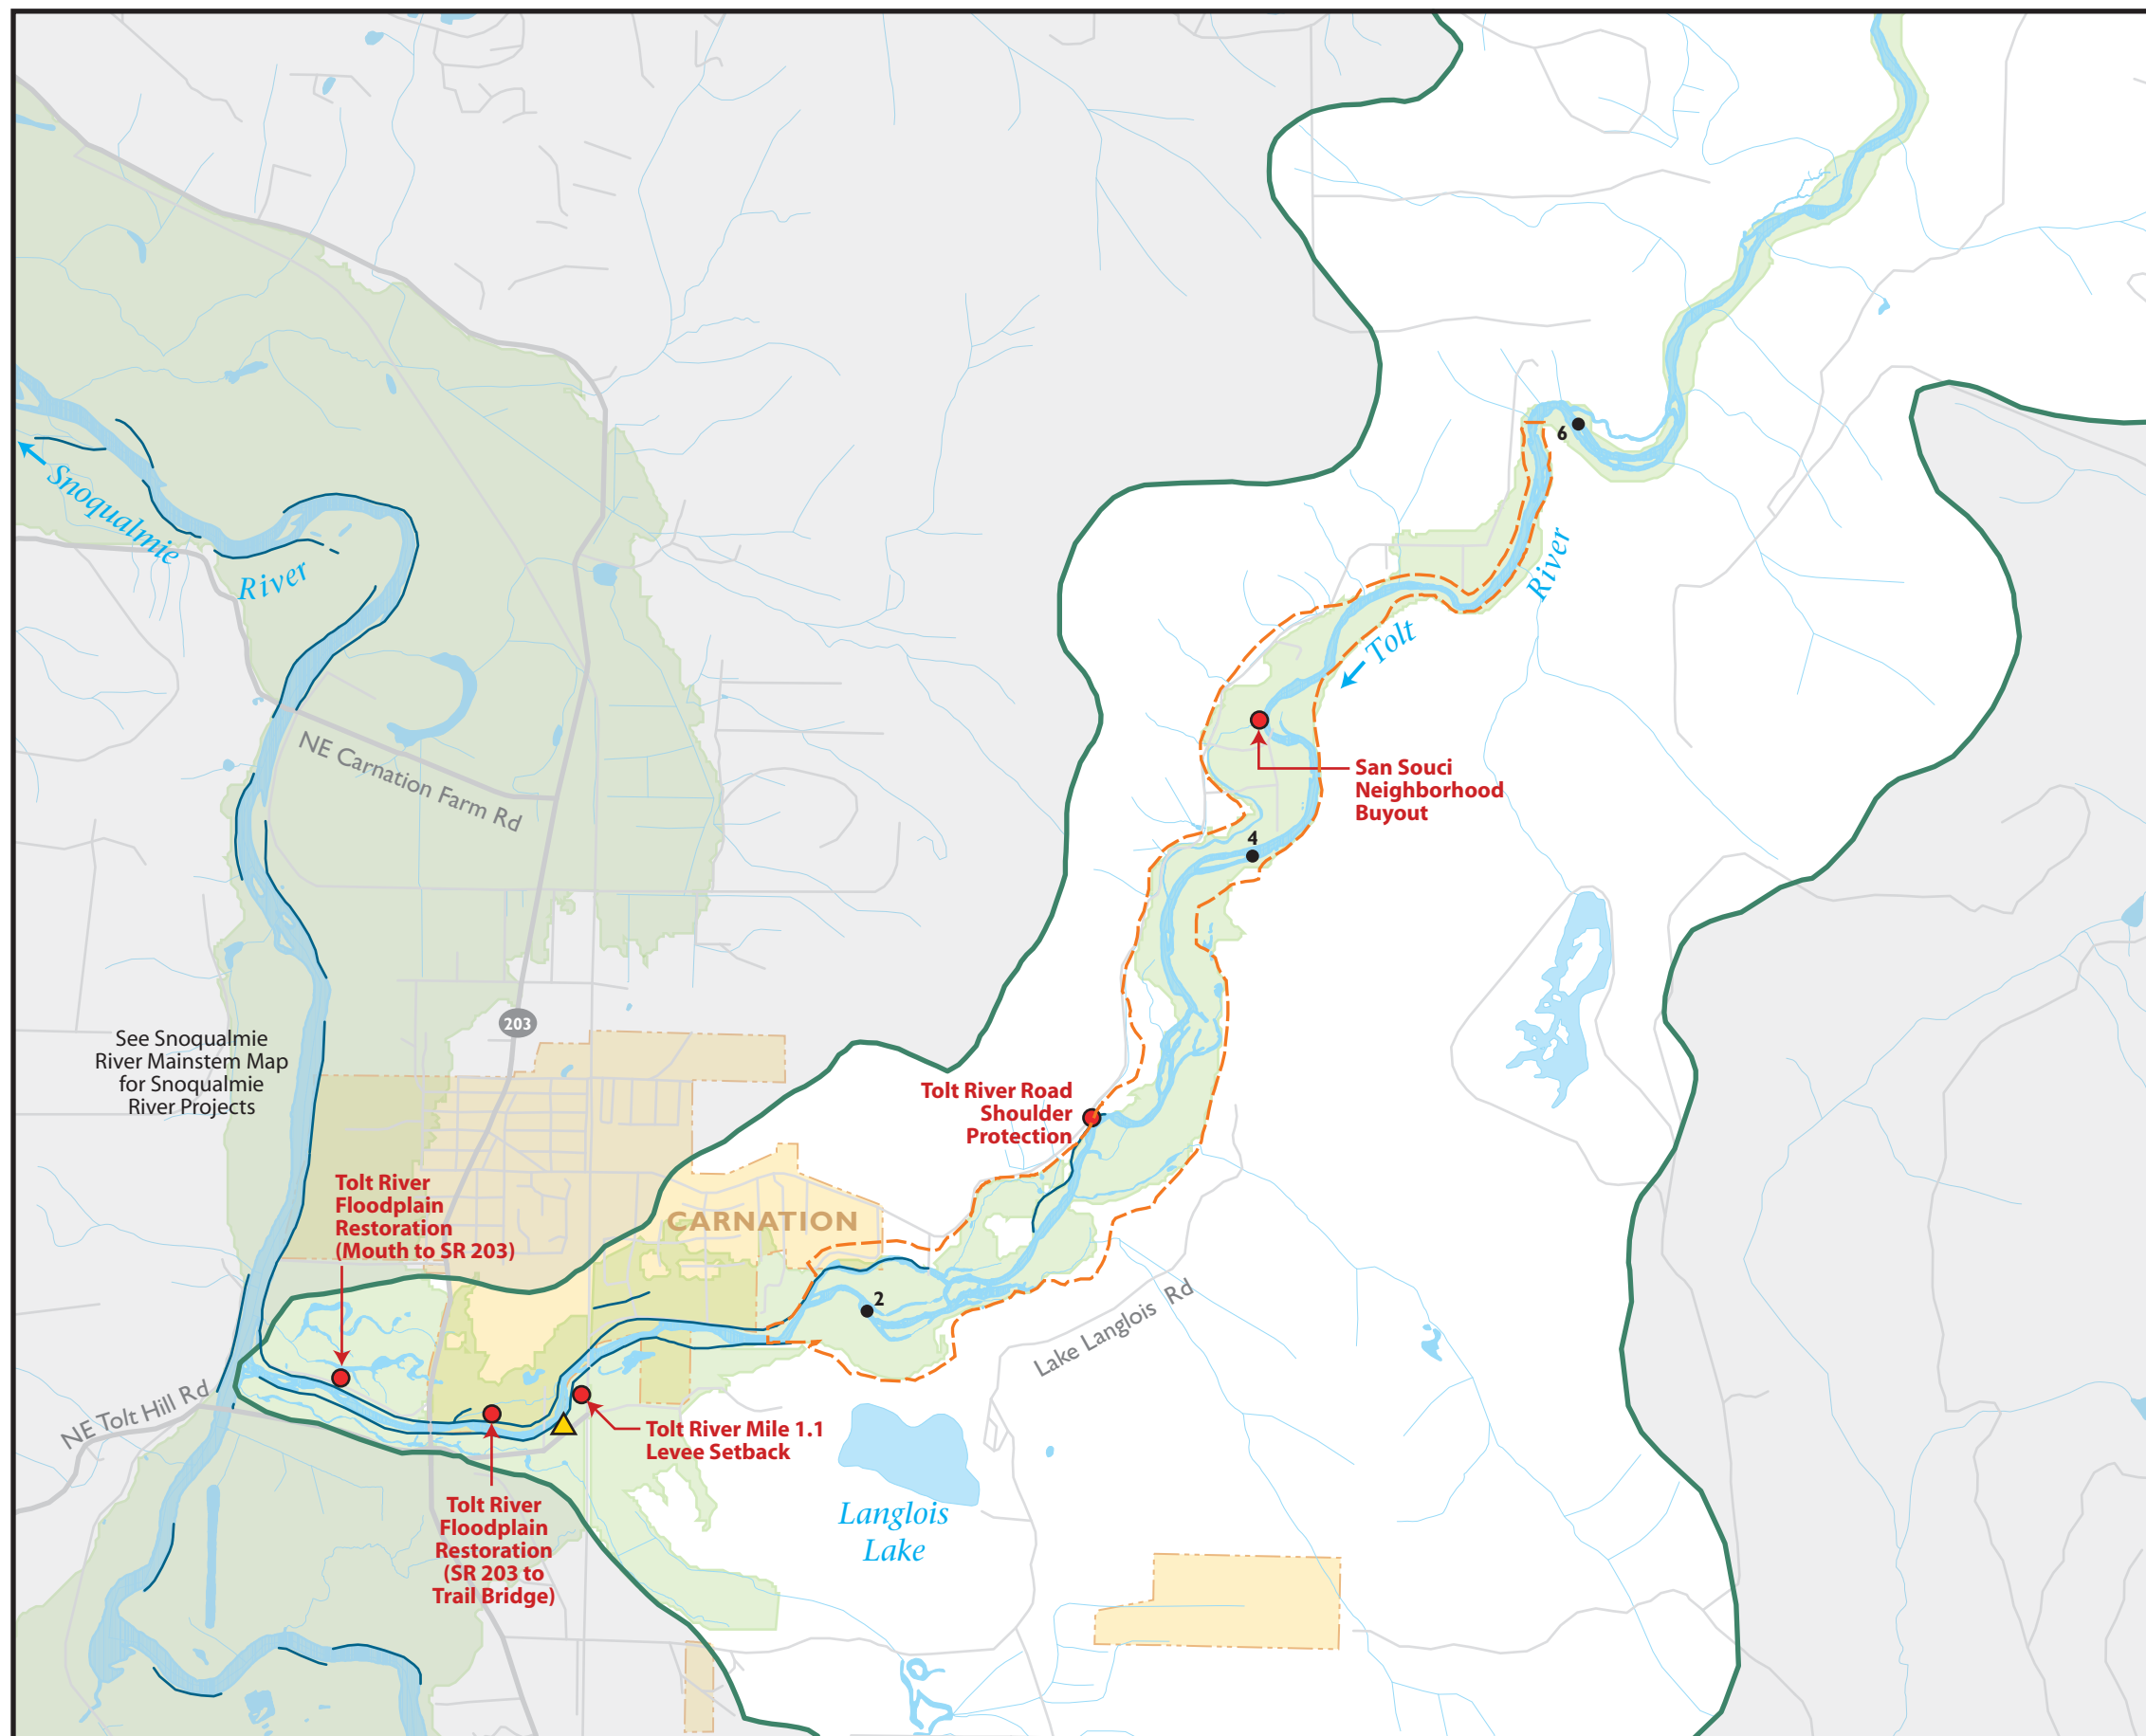 6
Snoqualmie
River
River
Tolt
NE Carnation Farm Rd
San Souci
Neighborhood
Buyout
4
203
See Snoqualmie
River Mainstem Map
for Snoqualmie
River Projects
Tolt River Road
Shoulder
Protection
Tolt River
Floodplain
Restoration
(Mouth to SR 203)
CARNATION
2
Lake Langlois Rd
NE Tolt Hill Rd
Tolt River Mile 1.1
Levee Setback
Tolt River
Floodplain
Restoration
(SR 203 to
Trail Bridge)
Langlois
Lake